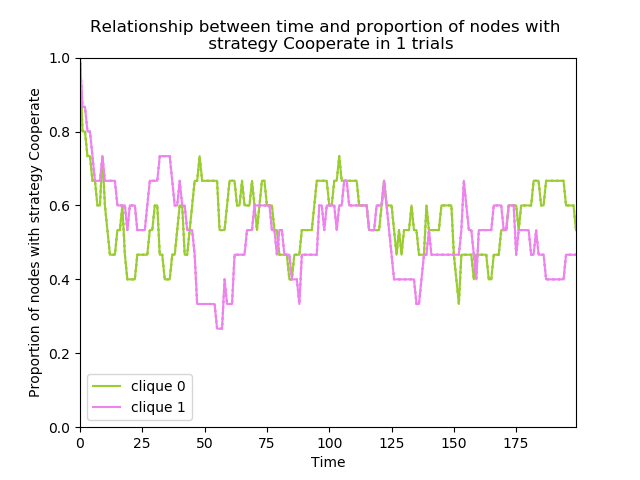 Relationship between time and proportion of nodes with
strategy Cooperate in 1 trials
Proportion of nodes with strategy Cooperate
1.0
0.8
0.6
0.4
0.2
0.0
clique 0
clique 1
0 25 50 75 100 125 150 175
Time